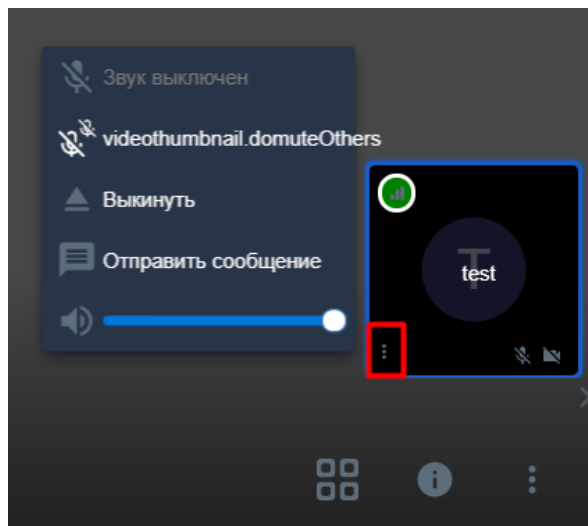 Звук выключен
videothumbnail.domuteOthers
Выкинуть
Отправить сообщение
T
test